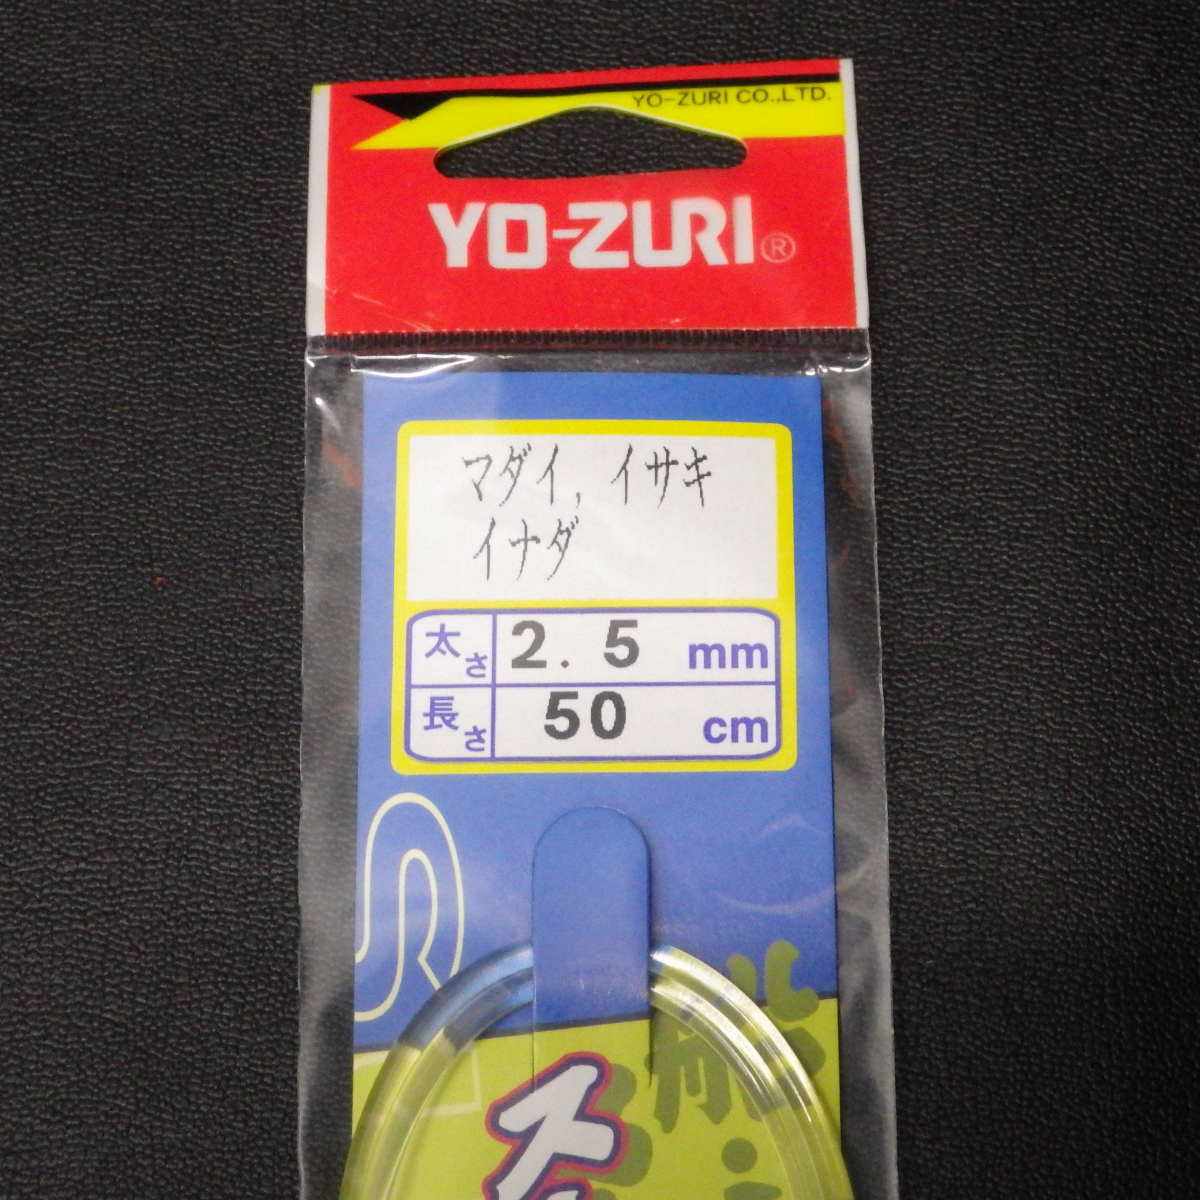 YO-ZURI CO.,LTD.
YO-ZURI®
マダイ, イサキ
イナダ
太さ 2.5 mm
長さ 50 cm
船